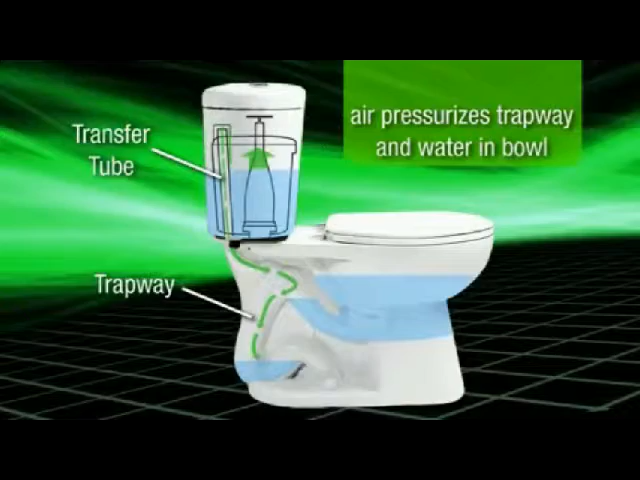 air pressurizes trapway
and water in bowl
Transfer
Tube
Trapway